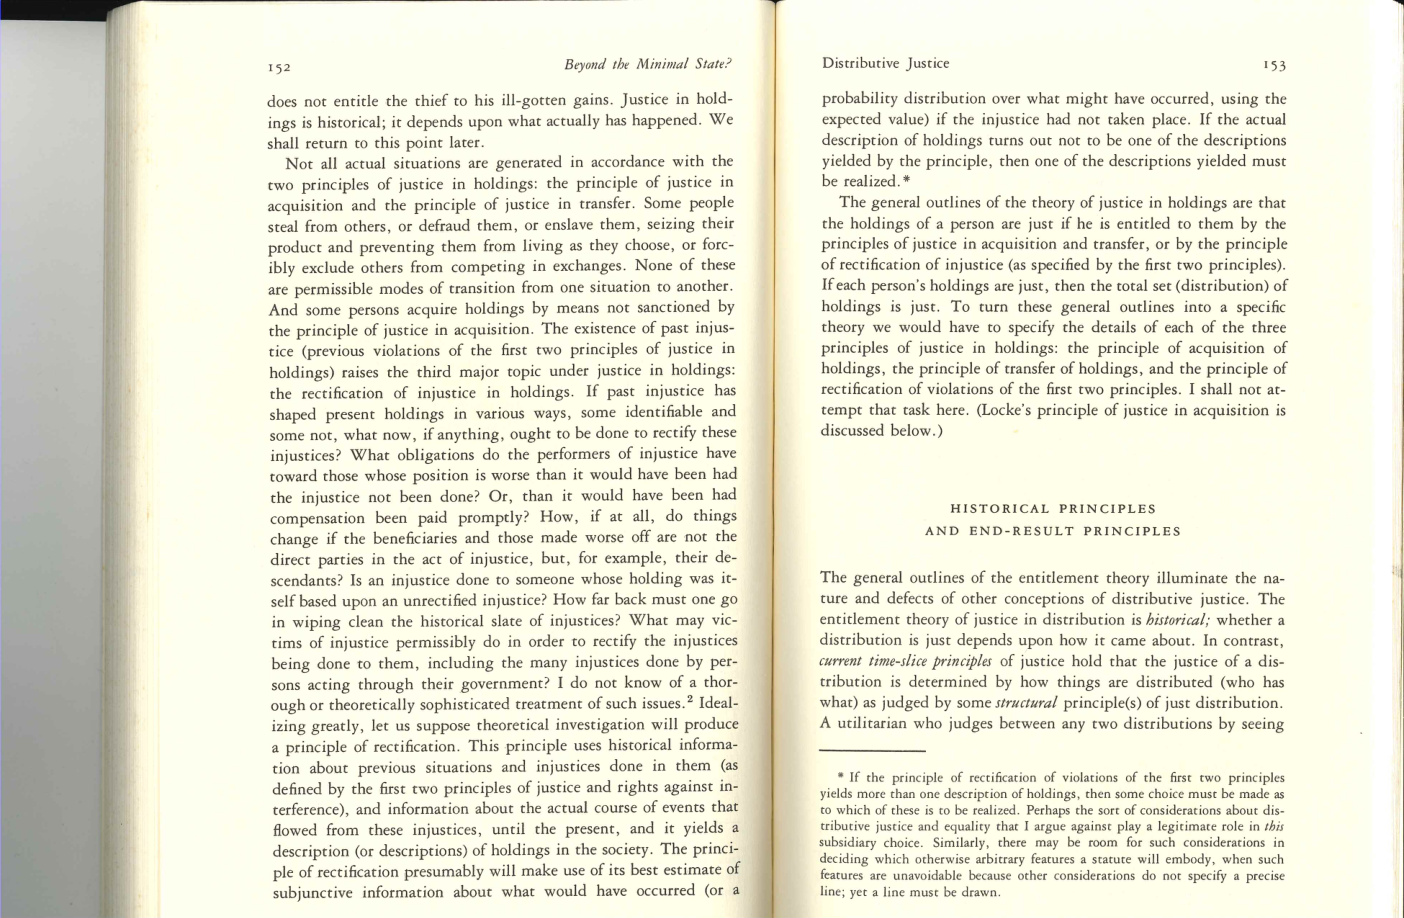 152
Beyond the Minimal State?
does not entitle the thief to his ill-gotten gains. Justice in hold-
ings is historical; it depends upon what actually has happened. We
shall return to this point later.
Not all actual situations are generated in accordance with the
two principles of justice in holdings: the principle of justice in
acquisition and the principle of justice in transfer. Some people
steal from others, or defraud them, or enslave them, seizing their
product and preventing them from living as they choose, or forc-
ibly exclude others from competing in exchanges. None of these
are permissible modes of transition from one situation to another.
And some persons acquire holdings by means not sanctioned by
the principle of justice in acquisition. The existence of past injus-
tice (previous violations of the first two principles of justice in
holdings) raises the third major topic under justice in holdings:
the rectification of injustice in holdings. If past injustice has
shaped present holdings in various ways, some identifiable and
some not, what now, if anything, ought to be done to rectify these
injustices? What obligations do the performers of injustice have
toward those whose position is worse than it would have been had
the injustice not been done? Or, than it would have been had
compensation been paid promptly? How, if at all, do things
change if the beneficiaries and those made worse off are not the
direct parties in the act of injustice, but, for example, their de-
scendants? Is an injustice done to someone whose holding was it-
self based upon an unrectified injustice? How far back must one go
in wiping clean the historical slate of injustices? What may vic-
tims of injustice permissibly do in order to rectify the injustices
being done to them, including the many injustices done by per-
sons acting through their government? I do not know of a thor-
ough or theoretically sophisticated treatment of such issues.² Ideal-
izing greatly, let us suppose theoretical investigation will produce
a principle of rectification. This principle uses historical informa-
tion about previous situations and injustices done in them (as
defined by the first two principles of justice and rights against in-
terference), and information about the actual course of events that
flowed from these injustices, until the present, and it yields a
description (or descriptions) of holdings in the society. The princi-
ple of rectification presumably will make use of its best estimate of
subjunctive information about what would have occurred (or a
Distributive Justice
153
probability distribution over what might have occurred, using the
expected value) if the injustice had not taken place. If the actual
description of holdings turns out not to be one of the descriptions
yielded by the principle, then one of the descriptions yielded must
be realized.*
The general outlines of the theory of justice in holdings are that
the holdings of a person are just if he is entitled to them by the
principles of justice in acquisition and transfer, or by the principle
of rectification of injustice (as specified by the first two principles).
If each person's holdings are just, then the total set (distribution) of
holdings is just. To turn these general outlines into a specific
theory we would have to specify the details of each of the three
principles of justice in holdings: the principle of acquisition of
holdings, the principle of transfer of holdings, and the principle of
rectification of violations of the first two principles. I shall not at-
tempt that task here. (Locke's principle of justice in acquisition is
discussed below.)
HISTORICAL PRINCIPLES
AND END-RESULT PRINCIPLES
The general outlines of the entitlement theory illuminate the na-
ture and defects of other conceptions of distributive justice. The
entitlement theory of justice in distribution is historical; whether a
distribution is just depends upon how it came about. In contrast,
current time-slice principles of justice hold that the justice of a dis-
tribution is determined by how things are distributed (who has
what) as judged by some structural principle(s) of just distribution.
A utilitarian who judges between any two distributions by seeing
* If the principle of rectification of violations of the first two principles
yields more than one description of holdings, then some choice must be made as
to which of these is to be realized. Perhaps the sort of considerations about dis-
tributive justice and equality that I argue against play a legitimate role in this
subsidiary choice. Similarly, there may be room for such considerations in
deciding which otherwise arbitrary features a statute will embody, when such
features are unavoidable because other considerations do not specify a precise
line; yet a line must be drawn.